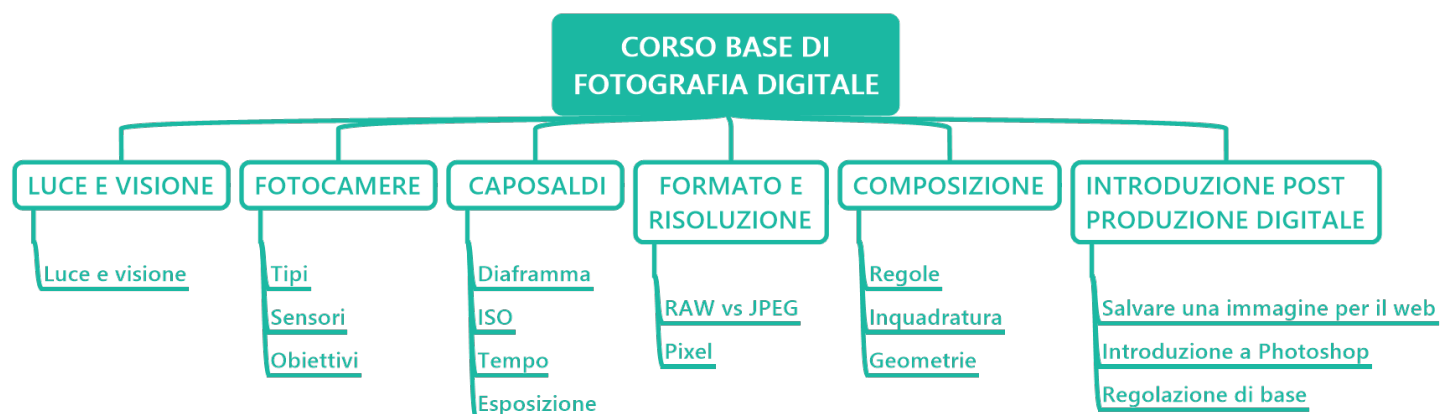 CORSO BASE DI
FOTOGRAFIA DIGITALE
LUCE E VISIONE
Luce e visione
FOTOCAMERE
Tipi
Sensori
Obiettivi
CAPOSALDI
Diaframma
ISO
Tempo
Esposizione
FORMATO E
RISOLUZIONE
RAW vs JPEG
Pixel
COMPOSIZIONE
Regole
Inquadratura
Geometrie
INTRODUZIONE POST
PRODUZIONE DIGITALE
Salvare una immagine per il web
Introduzione a Photoshop
Regolazione di base